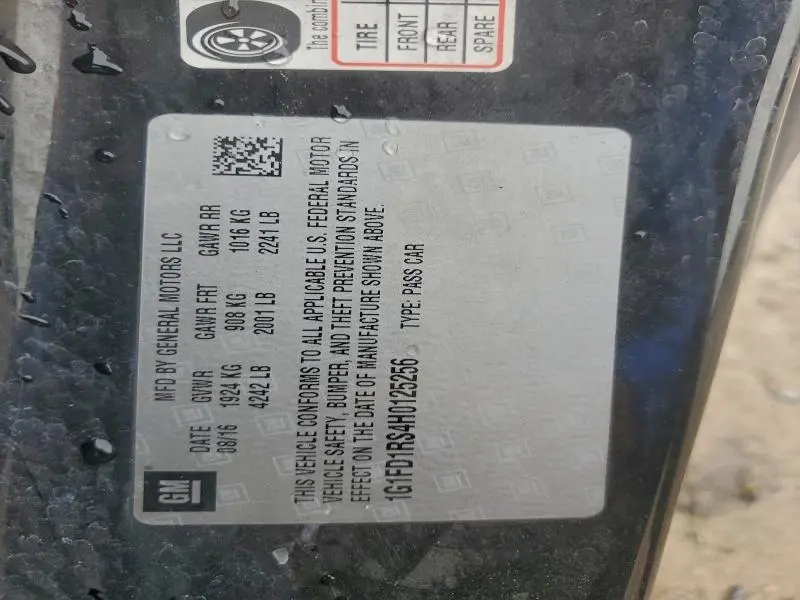 The combin
TIRE
FRONT
REAR
SPARE
GM
MFD BY GENERAL MOTORS LLC
DATE GVWR GAWR FRT GAWR RR
08/16 1924 KG 908 KG 1016 KG
4242 LB 2001 LB 2241 LB
THIS VEHICLE CONFORMS TO ALL APPLICABLE U.S. FEDERAL MOTOR
VEHICLE SAFETY, BUMPER, AND THEFT PREVENTION STANDARDS IN
EFFECT ON THE DATE OF MANUFACTURE SHOWN ABOVE.
1G1FD1RS4H0125256 TYPE: PASS CAR